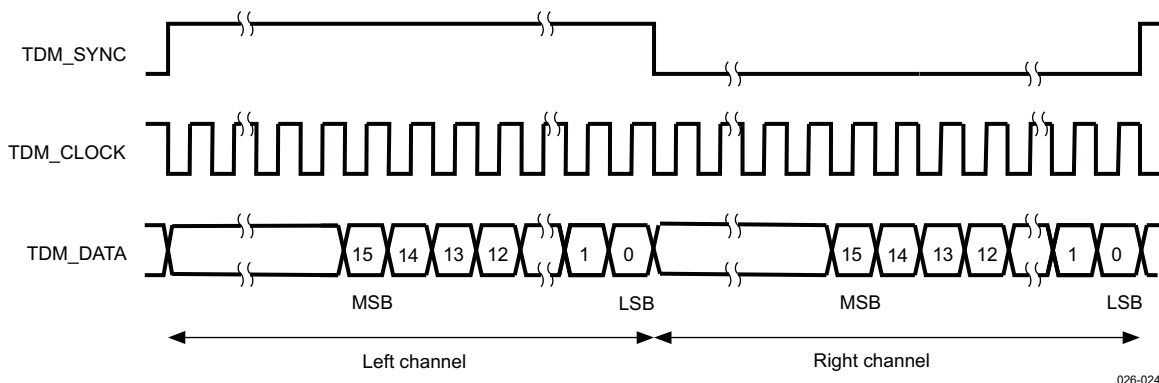 TDM_SYNC
TDM_CLOCK
TDM_DATA
15 14 13 12 1 0 15 14 13 12 1 0
MSB LSB MSB LSB
Left channel Right channel
026-024